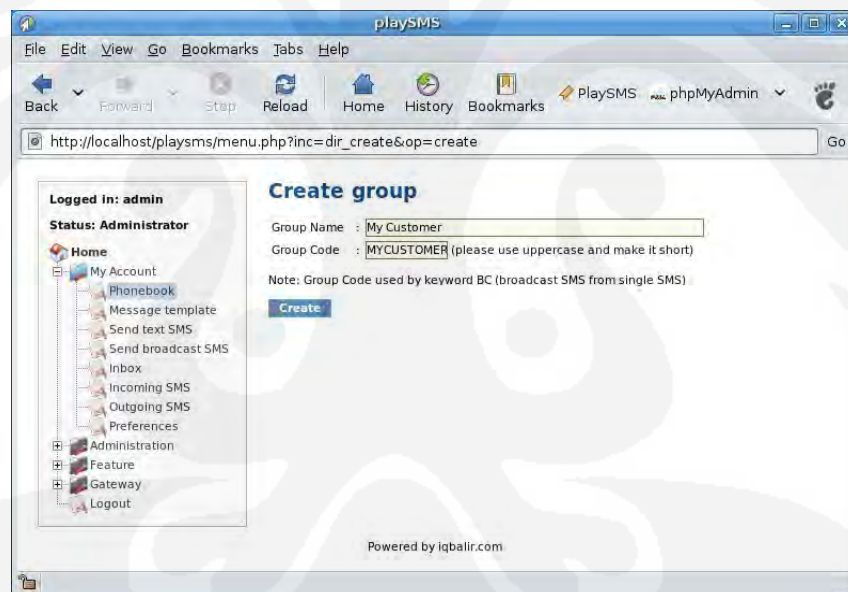 playSMS
File Edit View Go Bookmarks Tabs Help
Back Forward Stop Reload Home History Bookmarks PlaySMS phpMyAdmin
http://localhost/playsms/menu.php?inc=dir_create&op=create Go
Logged in: admin
Status: Administrator
Home
My Account
Phonebook
Message template
Send text SMS
Send broadcast SMS
Inbox
Incoming SMS
Outgoing SMS
Preferences
Administration
Feature
Gateway
Logout
Create group
Group Name : My Customer
Group Code : MYCUSTOMER (please use uppercase and make it short)
Note: Group Code used by keyword BC (broadcast SMS from single SMS)
Create
Powered by iqbalir.com